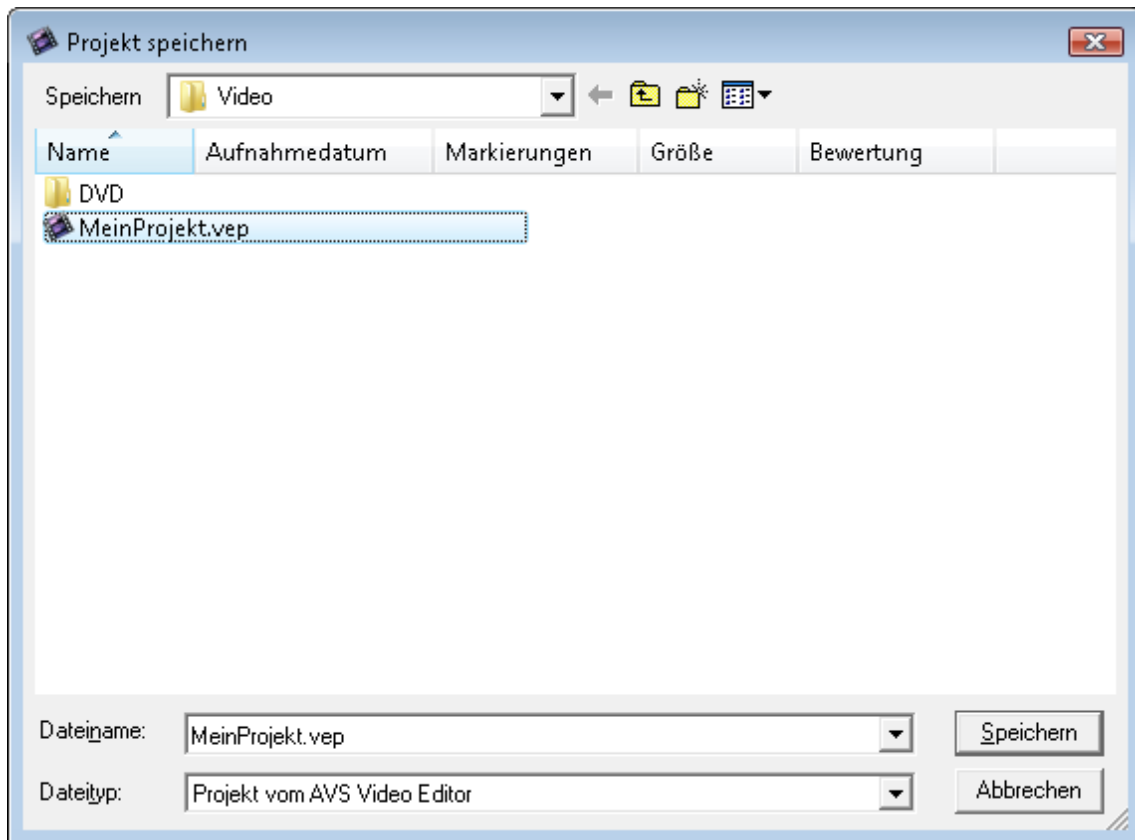 Projekt speichern
Speichern Video
Name Aufnahmedatum Markierungen Größe Bewertung
DVD
MeinProjekt.vep
Dateiname: MeinProjekt.vep Speichern
Dateityp: Projekt vom AVS Video Editor Abbrechen